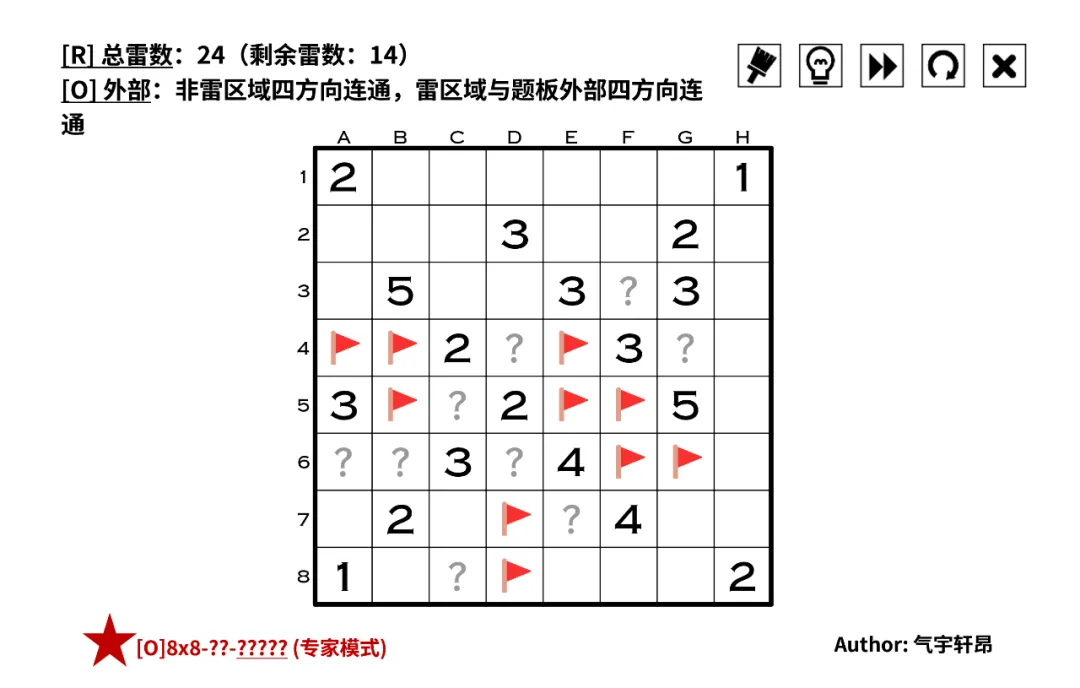 [R] 总雷数：24（剩余雷数：14）
[O] 外部：非雷区域四方向连通，雷区域与题板外部四方向连
通
A B C D E F G H
1 2 1
2 3 2
3 5 3 ? 3
4 2 ? 3 ?
5 3 ? 2 5
6 ? ? 3 ? 4
7 2 ? 4
8 1 ? 2
[O]8x8-??-????? (专家模式)
Author: 气宇轩昂